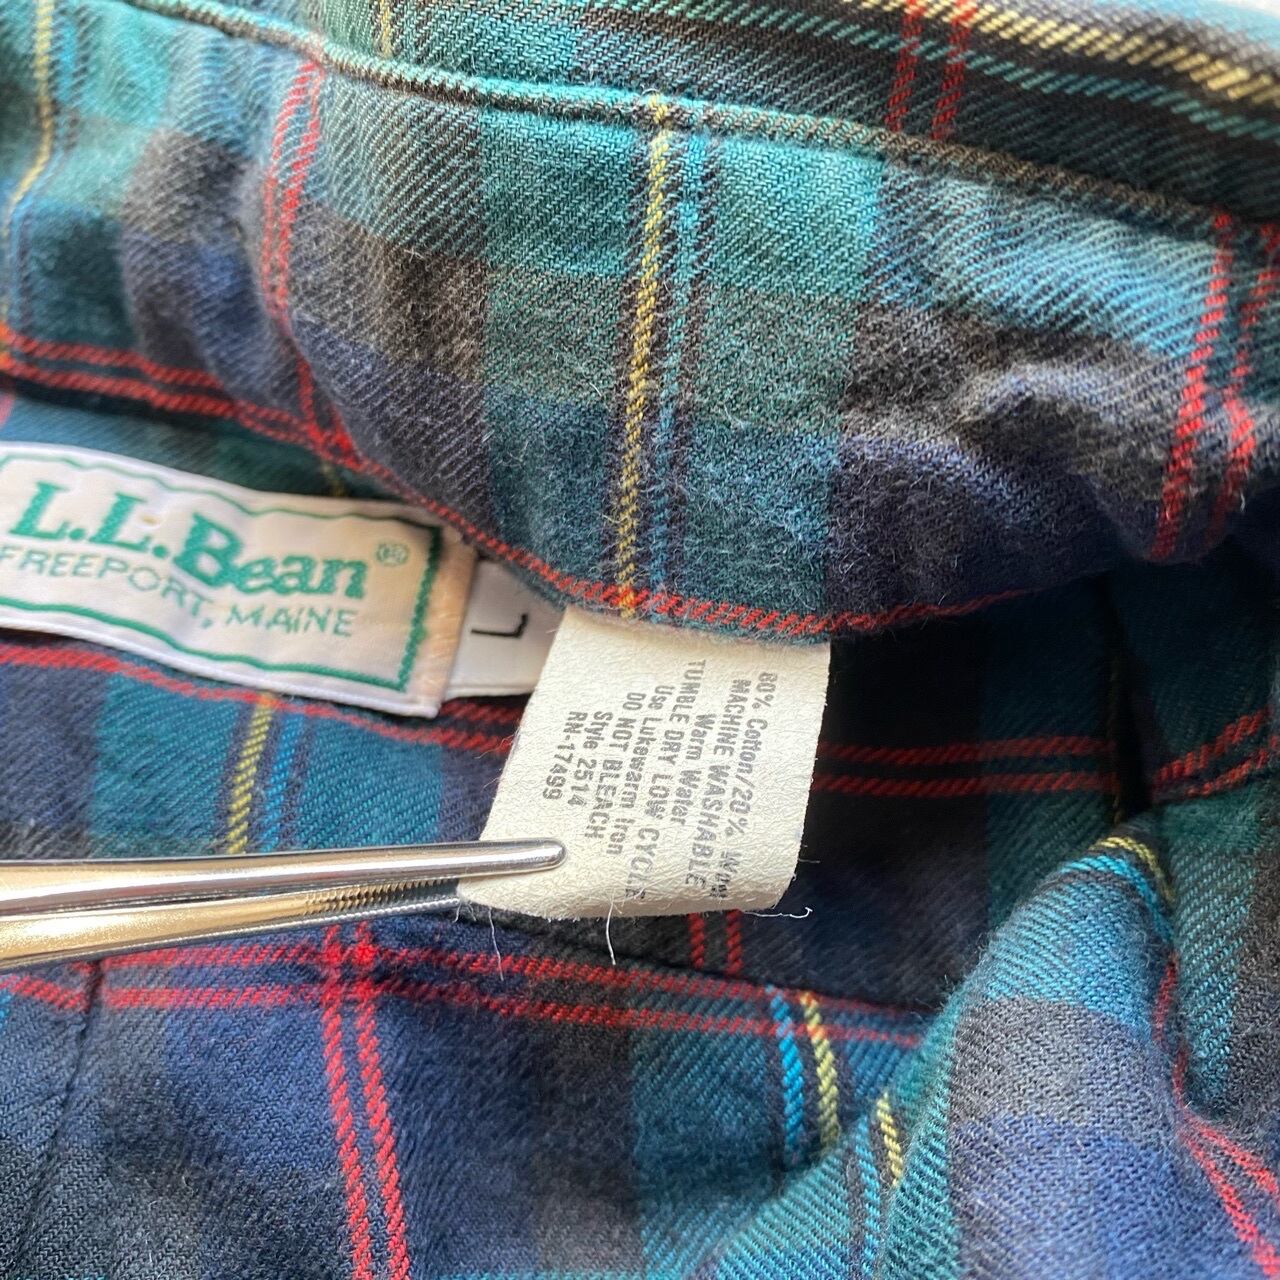 L.L.Bean®
FREEPORT, MAINE
L
80% Cotton/20% Wool
MACHINE WASHABLE
Warm Water
TUMBLE DRY LOW CYCLE
Use Lukewarm Iron
DO NOT BLEACH
Style 2514
RN-17499